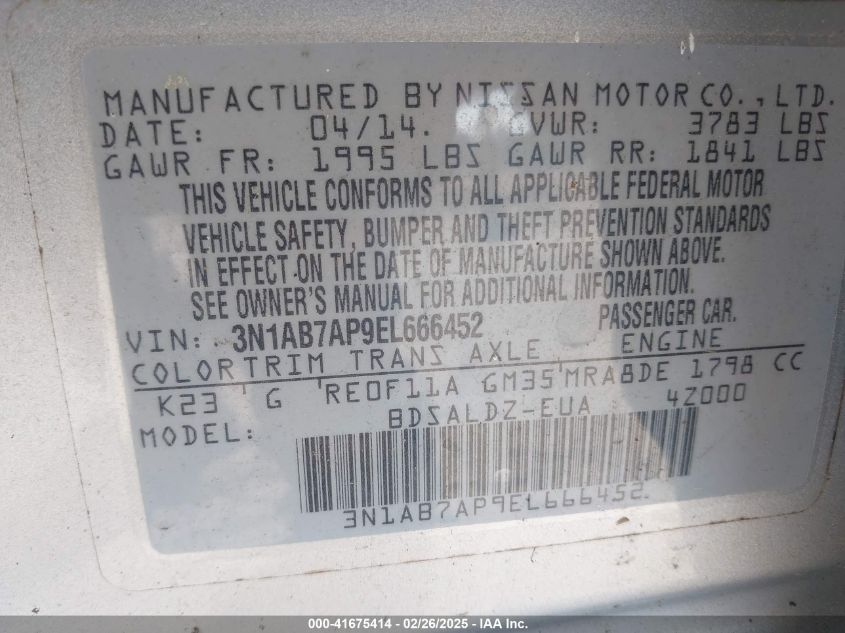 MANUFACTURED BY NISSAN MOTOR CO., LTD.
DATE: 04/14. GVWR: 3783 LBS
GAWR FR: 1995 LBS GAWR RR: 1841 LBS
THIS VEHICLE CONFORMS TO ALL APPLICABLE FEDERAL MOTOR
VEHICLE SAFETY, BUMPER AND THEFT PREVENTION STANDARDS
IN EFFECT ON THE DATE OF MANUFACTURE SHOWN ABOVE.
SEE OWNER'S MANUAL FOR ADDITIONAL INFORMATION.
VIN: 3N1AB7AP9EL666452 PASSENGER CAR.
COLOR TRIM TRANS AXLE ENGINE
K23 G RE0F11A GM35 MRA8DE 1798 CC
MODEL: BDSALDZ-EUA 4Z000
3N1AB7AP9EL666452
000-41675414 - 02/26/2025 - IAA Inc.